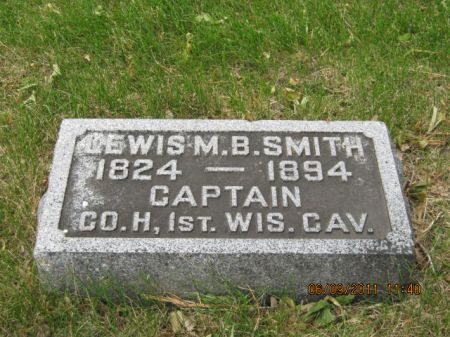 LEWIS M.B. SMITH
1824 — 1894
CAPTAIN
CO. H, 1ST. WIS. CAV.
06/09/2011 11:40